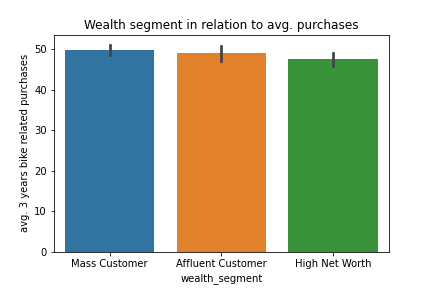 Wealth segment in relation to avg. purchases
avg. 3 years bike related purchases
50
40
30
20
10
0
Mass Customer Affluent Customer High Net Worth
wealth_segment